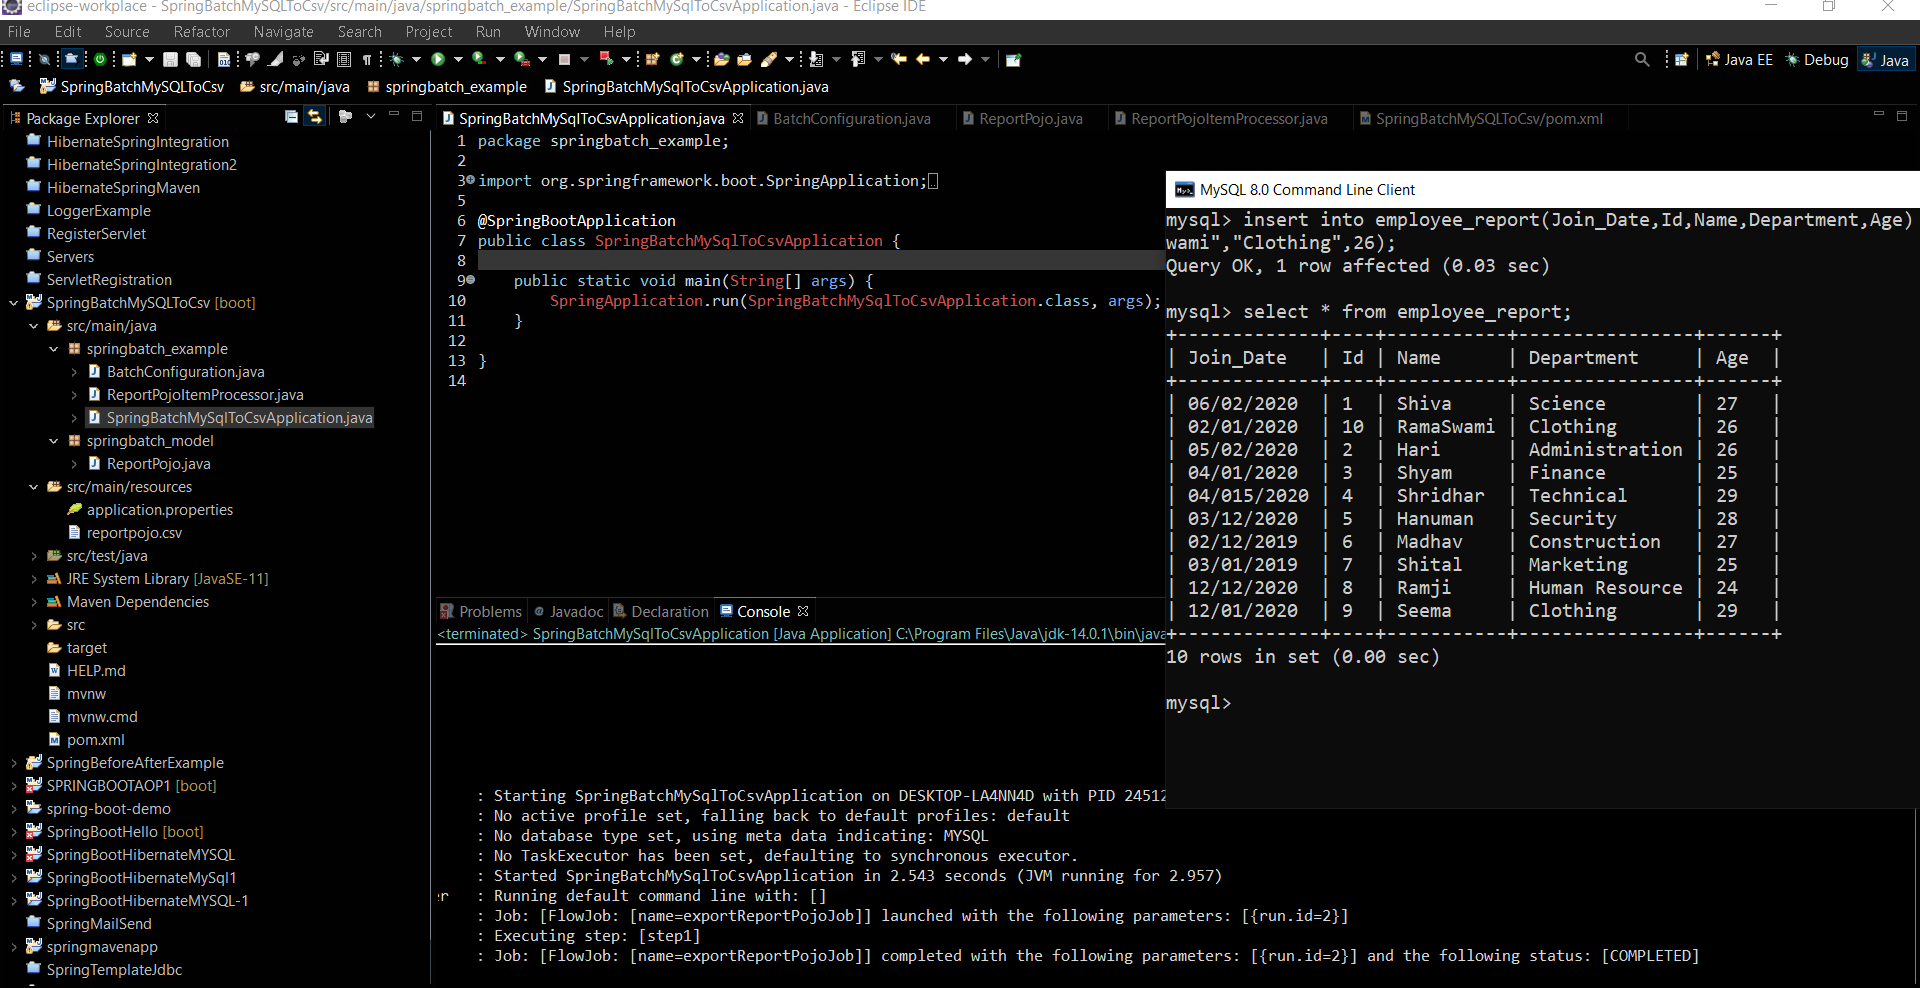 eclipse-workplace - SpringBatchMySQLToCsv/src/main/java/springbatch_example/SpringBatchMySqlToCsvApplication.java - Eclipse IDE
File Edit Source Refactor Navigate Search Project Run Window Help
Java EE Debug Java
SpringBatchMySQLToCsv src/main/java springbatch_example SpringBatchMySqlToCsvApplication.java
Package Explorer
HibernateSpringIntegration
HibernateSpringIntegration2
HibernateSpringMaven
LoggerExample
RegisterServlet
Servers
ServletRegistration
SpringBatchMySQLToCsv [boot]
src/main/java
springbatch_example
BatchConfiguration.java
ReportPojoItemProcessor.java
SpringBatchMySqlToCsvApplication.java
springbatch_model
ReportPojo.java
src/main/resources
application.properties
reportpojo.csv
src/test/java
JRE System Library [JavaSE-11]
Maven Dependencies
src
target
HELP.md
mvnw
mvnw.cmd
pom.xml
SpringBeforeAfterExample
SPRINGBOOTAOP1 [boot]
spring-boot-demo
SpringBootHello [boot]
SpringBootHibernateMYSQL
SpringBootHibernateMySql1
SpringBootHibernateMYSQL-1
SpringMailSend
springmavenapp
SpringTemplateJdbc
SpringBatchMySqlToCsvApplication.java BatchConfiguration.java ReportPojo.java ReportPojoItemProcessor.java SpringBatchMySQLToCsv/pom.xml
1 package springbatch_example;
2
3 import org.springframework.boot.SpringApplication;
5
6 @SpringBootApplication
7 public class SpringBatchMySqlToCsvApplication {
8
9 public static void main(String[] args) {
10 SpringApplication.run(SpringBatchMySqlToCsvApplication.class, args);
11 }
12
13 }
14
MySQL 8.0 Command Line Client
mysql> insert into employee_report(Join_Date,Id,Name,Department,Age)
wami","Clothing",26);
Query OK, 1 row affected (0.03 sec)
mysql> select * from employee_report;
+------------+----+-----------+----------------+------+
| Join_Date | Id | Name | Department | Age |
+------------+----+-----------+----------------+------+
| 06/02/2020 | 1 | Shiva | Science | 27 |
| 02/01/2020 | 10 | RamaSwami | Clothing | 26 |
| 05/02/2020 | 2 | Hari | Administration | 26 |
| 04/01/2020 | 3 | Shyam | Finance | 25 |
| 04/015/2020 | 4 | Shridhar | Technical | 29 |
| 03/12/2020 | 5 | Hanuman | Security | 28 |
| 02/12/2019 | 6 | Madhav | Construction | 27 |
| 03/01/2019 | 7 | Shital | Marketing | 25 |
| 12/12/2020 | 8 | Ramji | Human Resource | 24 |
| 12/01/2020 | 9 | Seema | Clothing | 29 |
+------------+----+-----------+----------------+------+
10 rows in set (0.00 sec)
mysql>
Problems Javadoc Declaration Console
<terminated> SpringBatchMySqlToCsvApplication [Java Application] C:\Program Files\Java\jdk-14.0.1\bin\java
: Starting SpringBatchMySqlToCsvApplication on DESKTOP-LA4NN4D with PID 24512
: No active profile set, falling back to default profiles: default
: No database type set, using meta data indicating: MYSQL
: No TaskExecutor has been set, defaulting to synchronous executor.
: Started SpringBatchMySqlToCsvApplication in 2.543 seconds (JVM running for 2.957)
er : Running default command line with: []
: Job: [FlowJob: [name=exportReportPojoJob]] launched with the following parameters: [{run.id=2}]
: Executing step: [step1]
: Job: [FlowJob: [name=exportReportPojoJob]] completed with the following parameters: [{run.id=2}] and the following status: [COMPLETED]